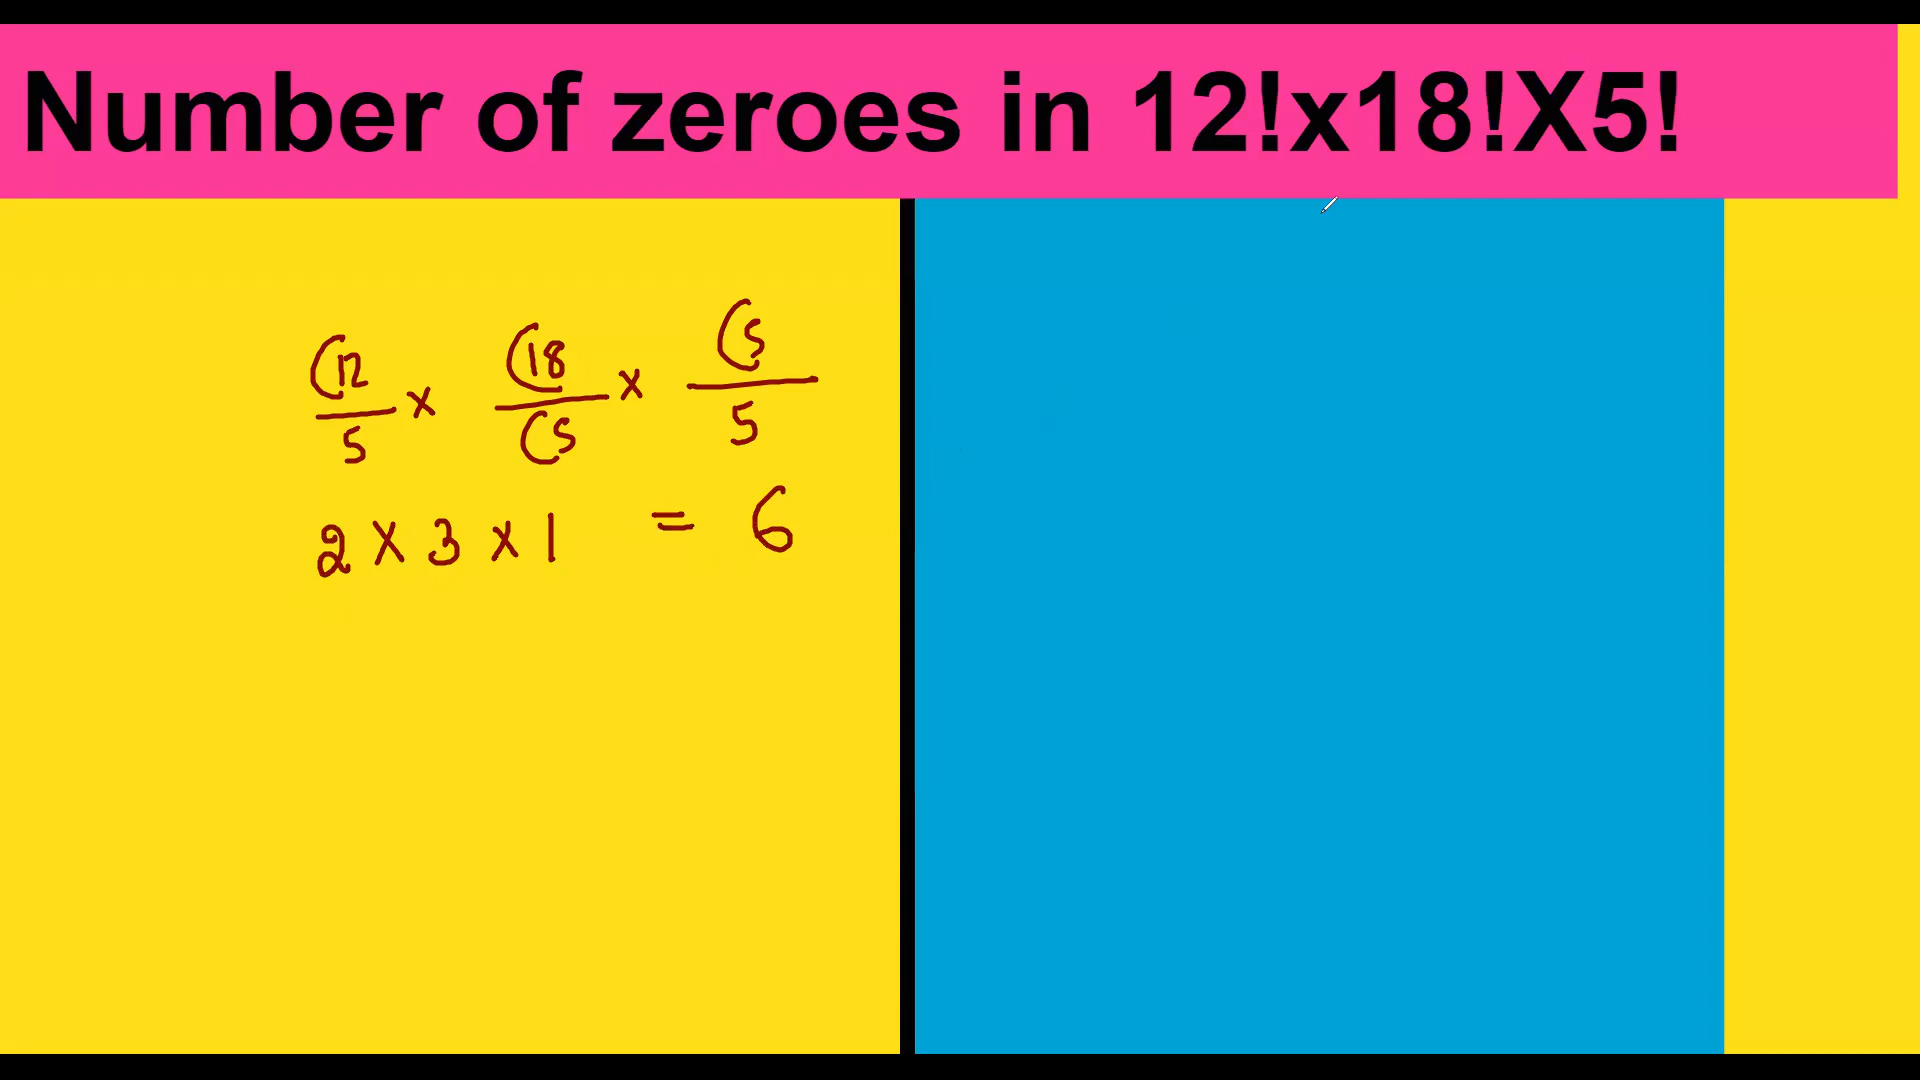 Number of zeroes in 12!x18!X5!
(12/5 x (18/(5 x (5/5
2 x 3 x 1 = 6